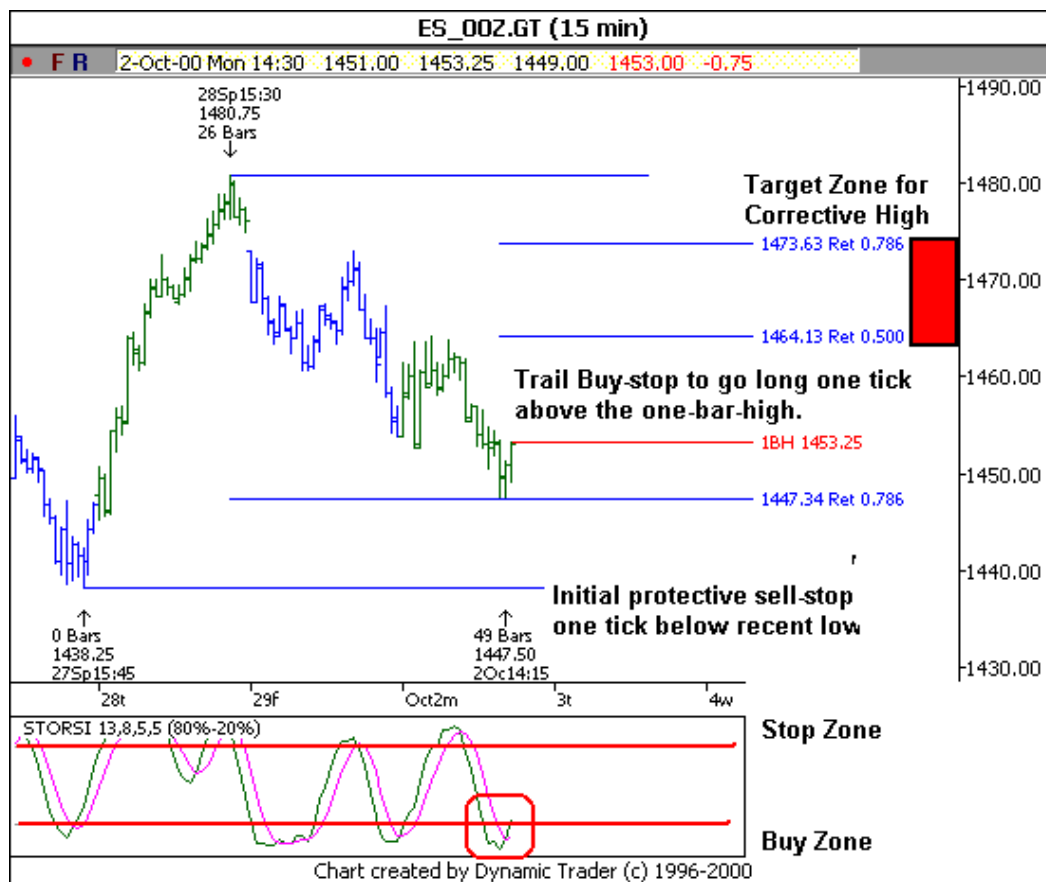 ES_00Z.GT (15 min)
F R 2-Oct-00 Mon 14:30 1451.00 1453.25 1449.00 1453.00 -0.75
28Sp15:30
1480.75
26 Bars
1490.00
1480.00
1470.00
1460.00
1450.00
1440.00
1430.00
Target Zone for
Corrective High
1473.63 Ret 0.786
1464.13 Ret 0.500
Trail Buy-stop to go long one tick
above the one-bar-high.
1BH 1453.25
1447.34 Ret 0.786
Initial protective sell-stop
one tick below recent low
0 Bars
1438.25
27Sp15:45
49 Bars
1447.50
2Oc14:15
28t 29f Oct2m 3t 4w
STORSI 13,8,5,5 (80%-20%)
Stop Zone
Buy Zone
Chart created by Dynamic Trader (c) 1996-2000